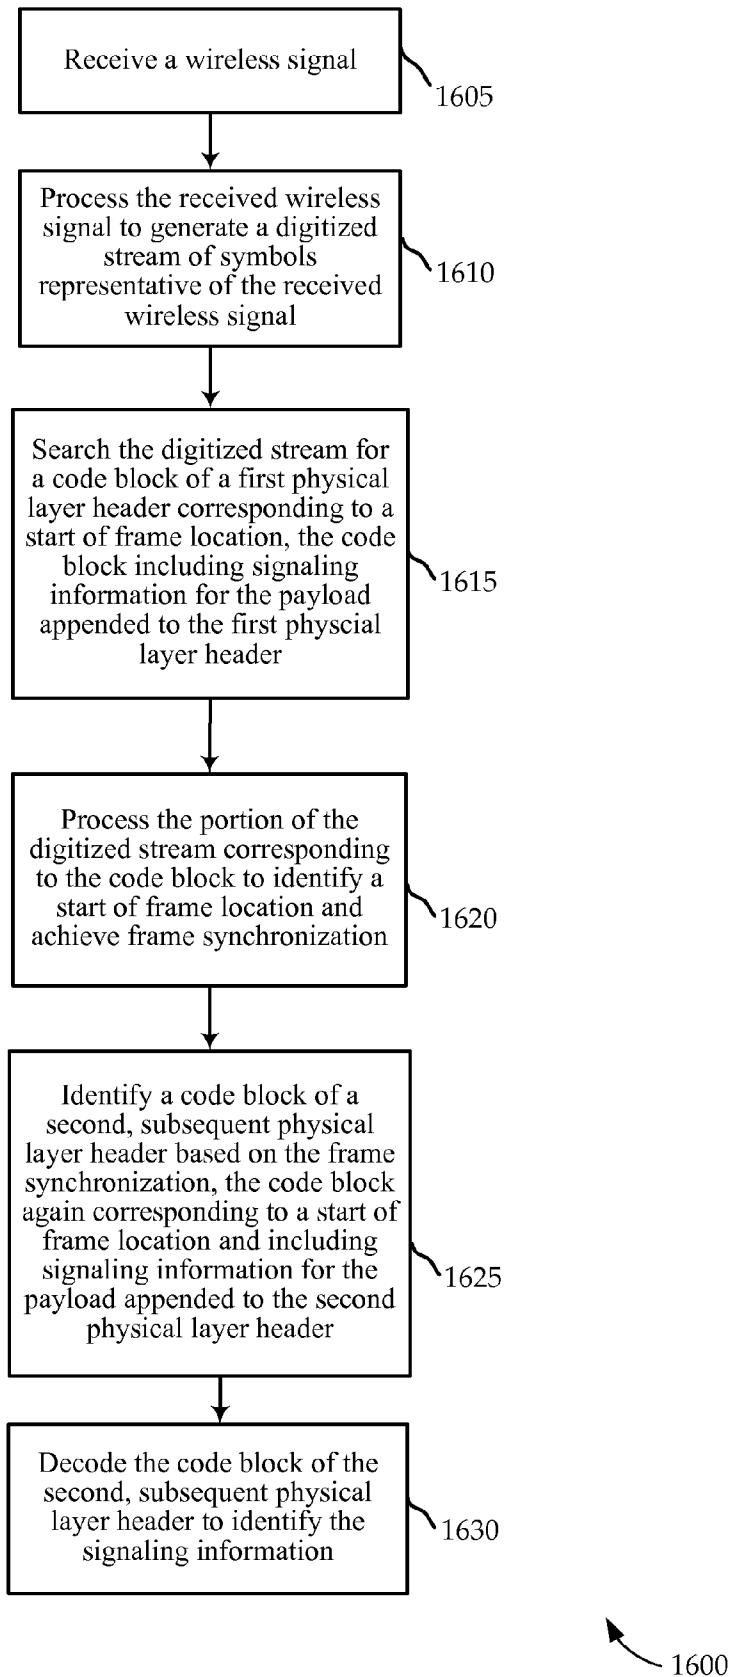 Receive a wireless signal
1605
Process the received wireless
signal to generate a digitized
stream of symbols
representative of the received
wireless signal
1610
Search the digitized stream for
a code block of a first physical
layer header corresponding to a
start of frame location, the code
block including signaling
information for the payload
appended to the first physcial
layer header
1615
Process the portion of the
digitized stream corresponding
to the code block to identify a
start of frame location and
achieve frame synchronization
1620
Identify a code block of a
second, subsequent physical
layer header based on the frame
synchronization, the code block
again corresponding to a start of
frame location and including
signaling information for the
payload appended to the second
physical layer header
1625
Decode the code block of the
second, subsequent physical
layer header to identify the
signaling information
1630
1600